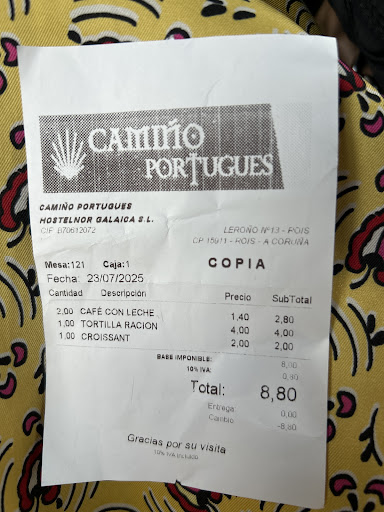 CAMIÑO
PORTUGUES
CAMIÑO PORTUGUES
HOSTELNOR GALAICA S.L.
CIF B70612072
LEROÑO Nº13 - ROIS
CP 15911 - ROIS - A CORUÑA
Mesa:121 Caja:1 COPIA
Fecha: 23/07/2025
Cantidad Descripción Precio SubTotal
2,00 CAFÉ CON LECHE 1,40 2,80
1,00 TORTILLA RACION 4,00 4,00
1,00 CROISSANT 2,00 2,00
BASE IMPONIBLE:
10% IVA:
Total: 8,80
Entrega 0,00
Cambio -8,80
Gracias por su visita
10% IVA incluido